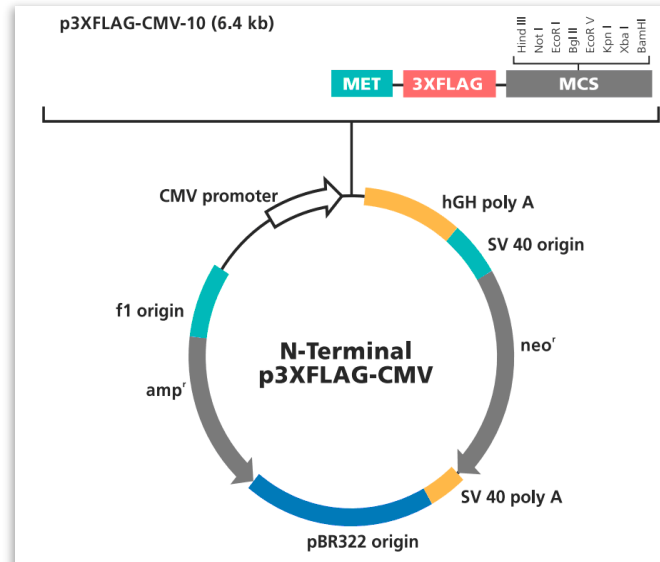 p3XFLAG-CMV-10 (6.4 kb)
Hind III
Not I
EcoR I
Bgl II
EcoR V
Kpn I
Xba I
BamHI
MET
3XFLAG
MCS
CMV promoter
hGH poly A
SV 40 origin
f1 origin
N-Terminal
p3XFLAG-CMV
neoʳ
ampʳ
SV 40 poly A
pBR322 origin